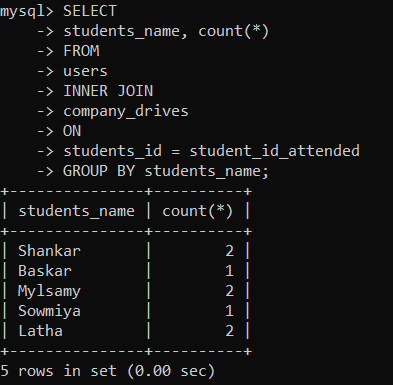 mysql> SELECT
    -> students_name, count(*)
    -> FROM
    -> users
    -> INNER JOIN
    -> company_drives
    -> ON
    -> students_id = student_id_attended
    -> GROUP BY students_name;
+---------------+----------+
| students_name | count(*) |
+---------------+----------+
| Shankar       |        2 |
| Baskar        |        1 |
| Mylsamy       |        2 |
| Sowmiya       |        1 |
| Latha         |        2 |
+---------------+----------+
5 rows in set (0.00 sec)